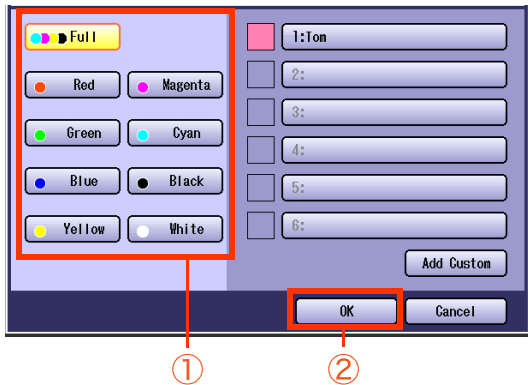 Full
Red Magenta
Green Cyan
Blue Black
Yellow White
1:Tom
2:
3:
4:
5:
6:
Add Custom
OK Cancel
① ②